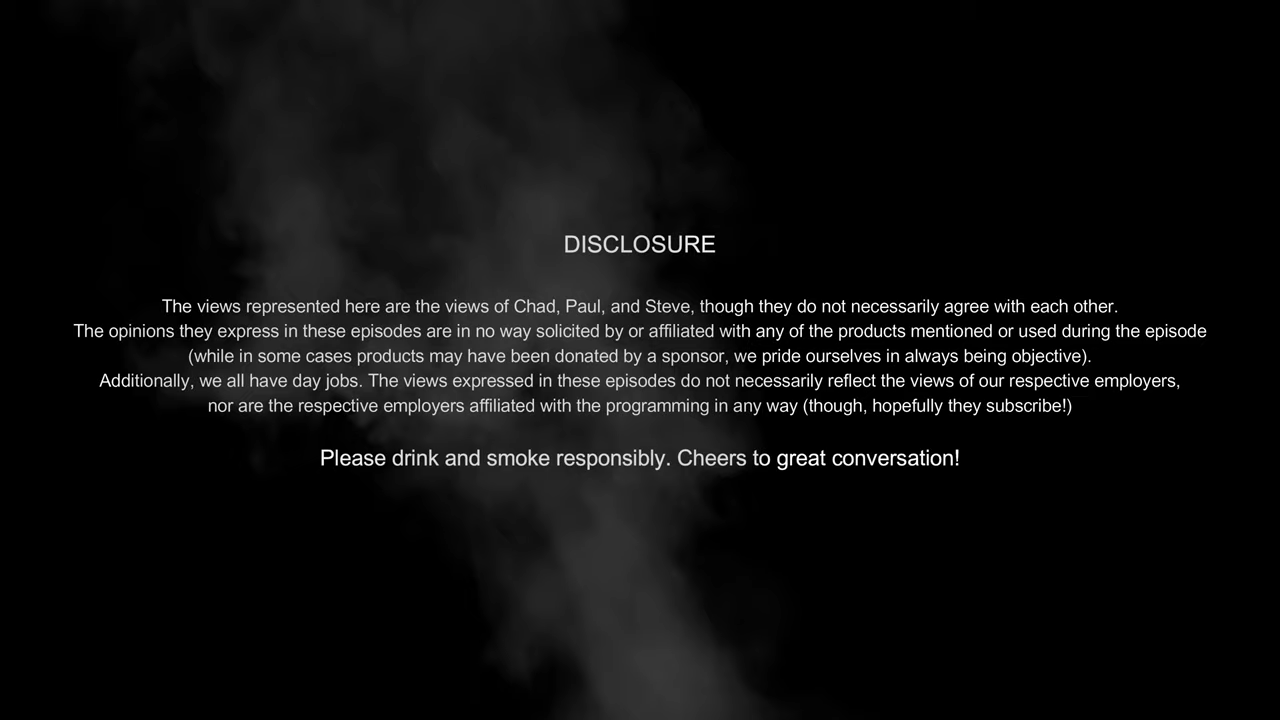 DISCLOSURE
The views represented here are the views of Chad, Paul, and Steve, though they do not necessarily agree with each other.
The opinions they express in these episodes are in no way solicited by or affiliated with any of the products mentioned or used during the episode
(while in some cases products may have been donated by a sponsor, we pride ourselves in always being objective).
Additionally, we all have day jobs. The views expressed in these episodes do not necessarily reflect the views of our respective employers,
nor are the respective employers affiliated with the programming in any way (though, hopefully they subscribe!)
Please drink and smoke responsibly. Cheers to great conversation!